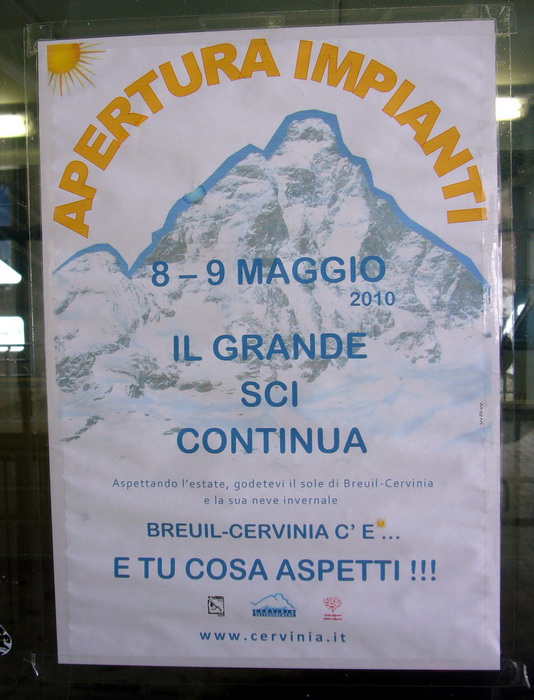 APERTURA IMPIANTI
8 – 9 MAGGIO
2010
IL GRANDE
SCI
CONTINUA
Aspettando l'estate, godetevi il sole di Breuil-Cervinia
e la sua neve invernale
BREUIL-CERVINIA C' E ...
E TU COSA ASPETTI !!!
www.cervinia.it